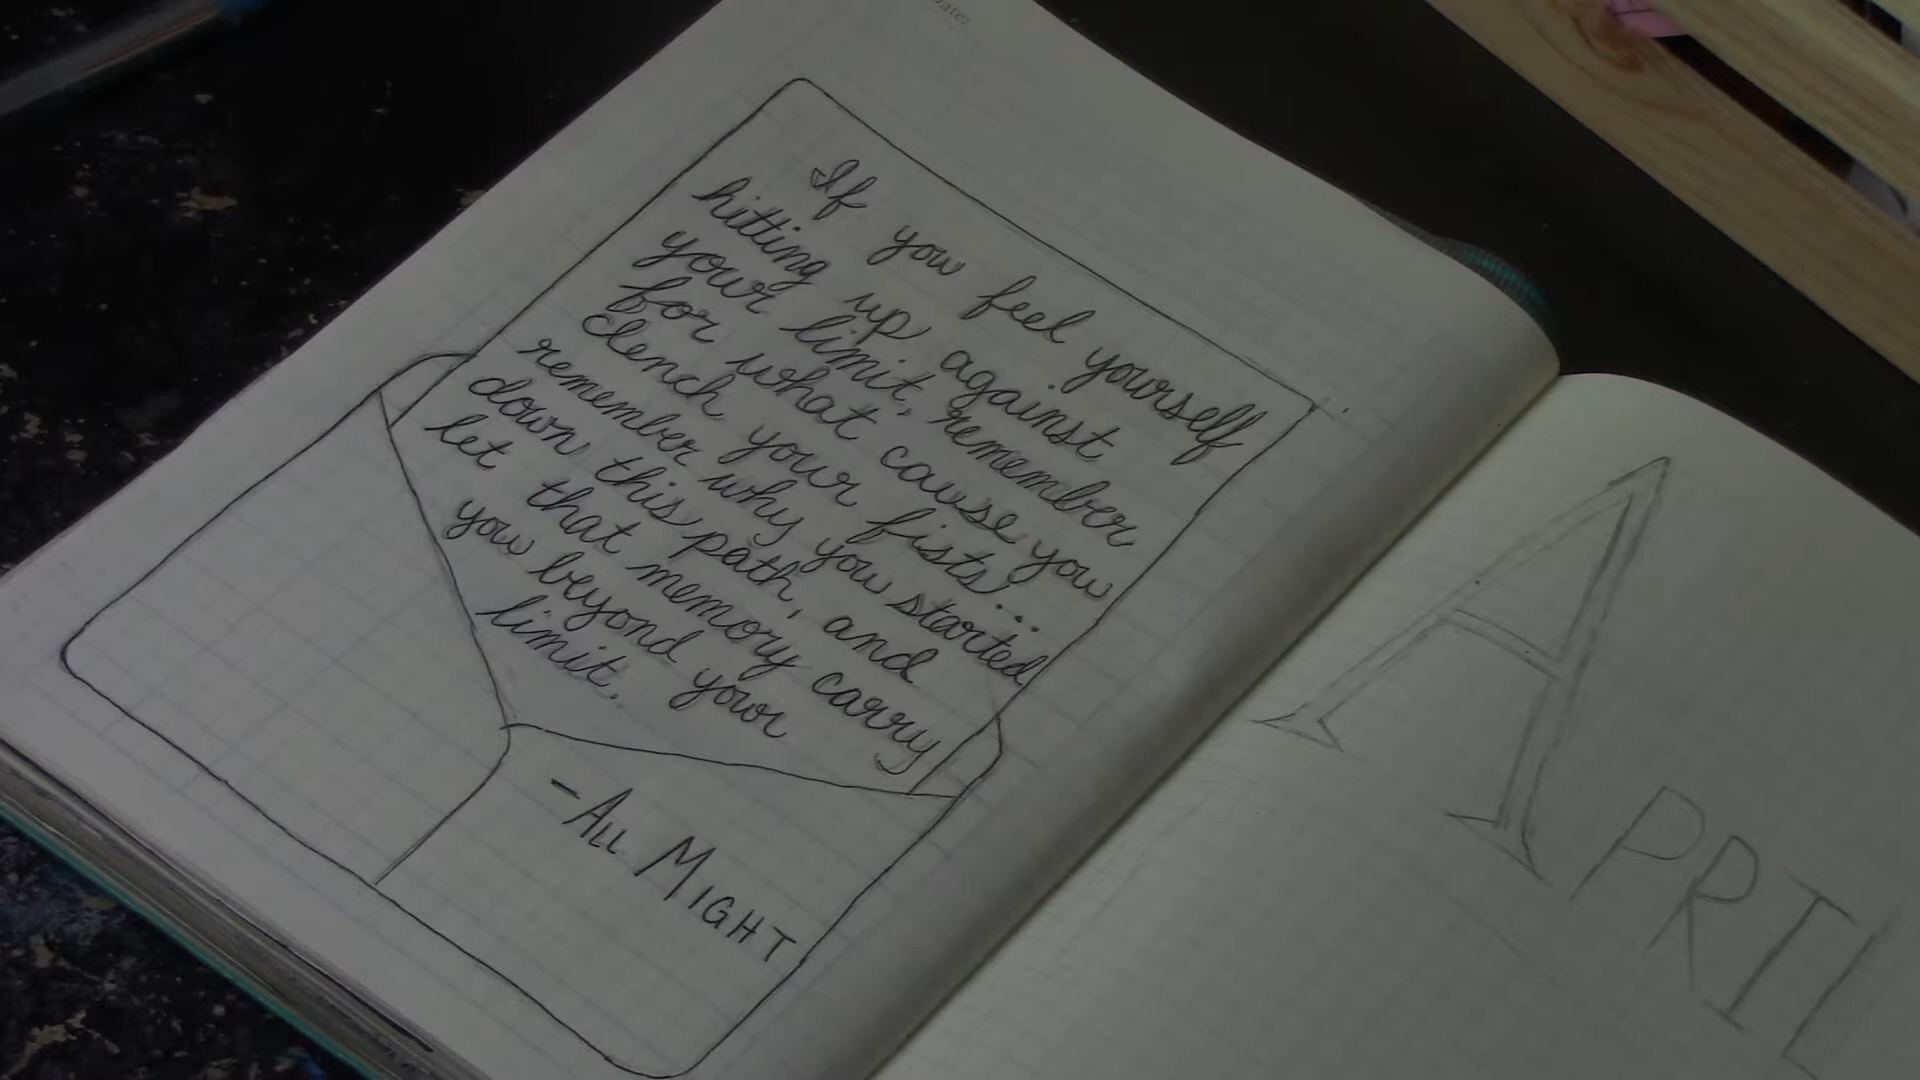 Date:
If you feel yourself
hitting up against
your limit, remember
for what cause you
clench your fists...
remember why you started
down this path, and
let that memory carry
you beyond your
limit.
-ALL MIGHT
APRIL